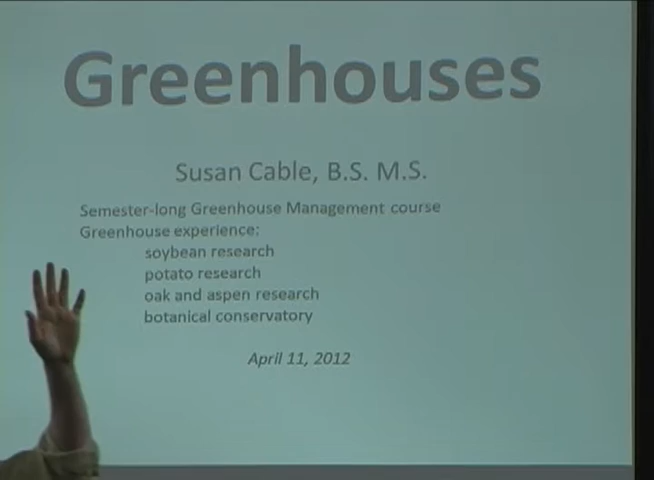 Greenhouses
Susan Cable, B.S. M.S.
Semester-long Greenhouse Management course
Greenhouse experience:
soybean research
potato research
oak and aspen research
botanical conservatory
April 11, 2012